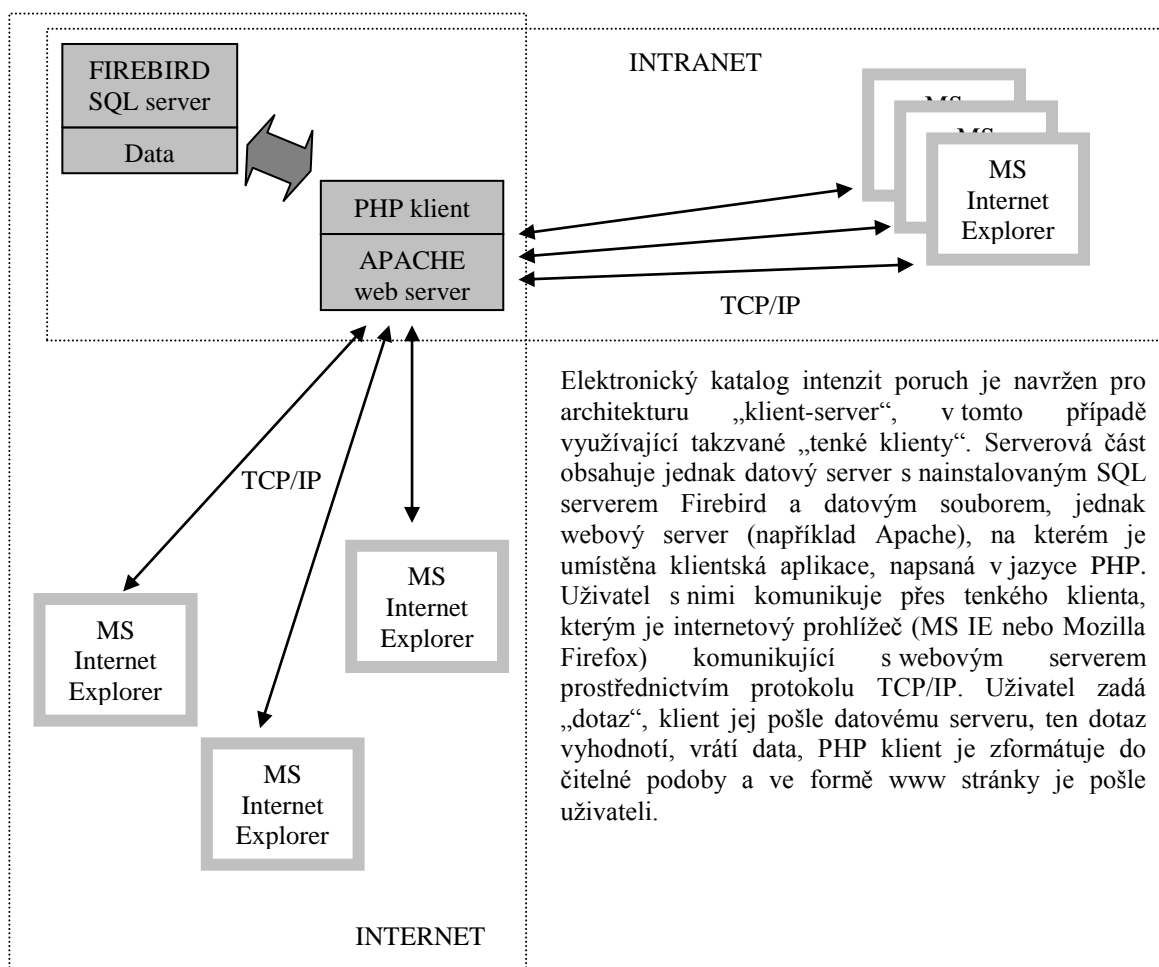 FIREBIRD
SQL server
Data
INTRANET
MS
MS
MS
Internet
Explorer
PHP klient
APACHE
web server
TCP/IP
Elektronický katalog intenzit poruch je navržen pro
architekturu „klient-server“, v tomto případě
využívající takzvané „tenké klienty“. Serverová část
obsahuje jednak datový server s nainstalovaným SQL
serverem Firebird a datovým souborem, jednak
webový server (například Apache), na kterém je
umístěna klientská aplikace, napsaná v jazyce PHP.
Uživatel s nimi komunikuje přes tenkého klienta,
kterým je internetový prohlížeč (MS IE nebo Mozilla
Firefox) komunikující s webovým serverem
prostřednictvím protokolu TCP/IP. Uživatel zadá
„dotaz“, klient jej pošle datovému serveru, ten dotaz
vyhodnotí, vrátí data, PHP klient je zformátuje do
čitelné podoby a ve formě www stránky je pošle
uživateli.
TCP/IP
MS
Internet
Explorer
MS
Internet
Explorer
MS
Internet
Explorer
INTERNET